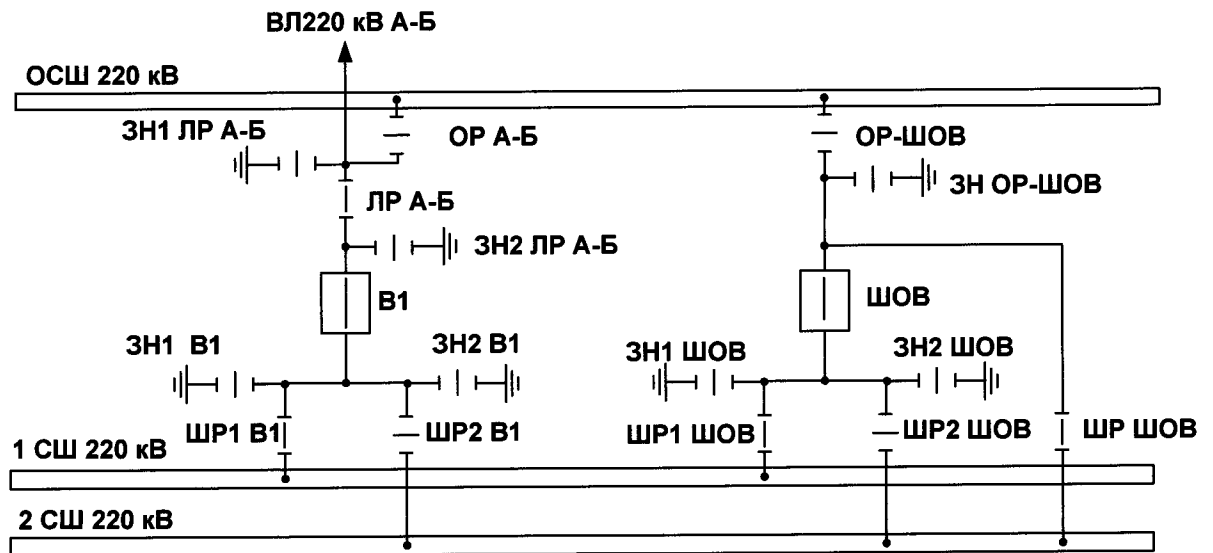 ВЛ220 кВ А-Б
ОСШ 220 кВ
ЗН1 ЛР А-Б
ОР А-Б
ОР-ШОВ
ЗН ОР-ШОВ
ЛР А-Б
ЗН2 ЛР А-Б
В1
ШОВ
ЗН1 В1
ЗН2 В1
ЗН1 ШОВ
ЗН2 ШОВ
ШР1 В1
ШР2 В1
ШР1 ШОВ
ШР2 ШОВ
ШР ШОВ
1 СШ 220 кВ
2 СШ 220 кВ